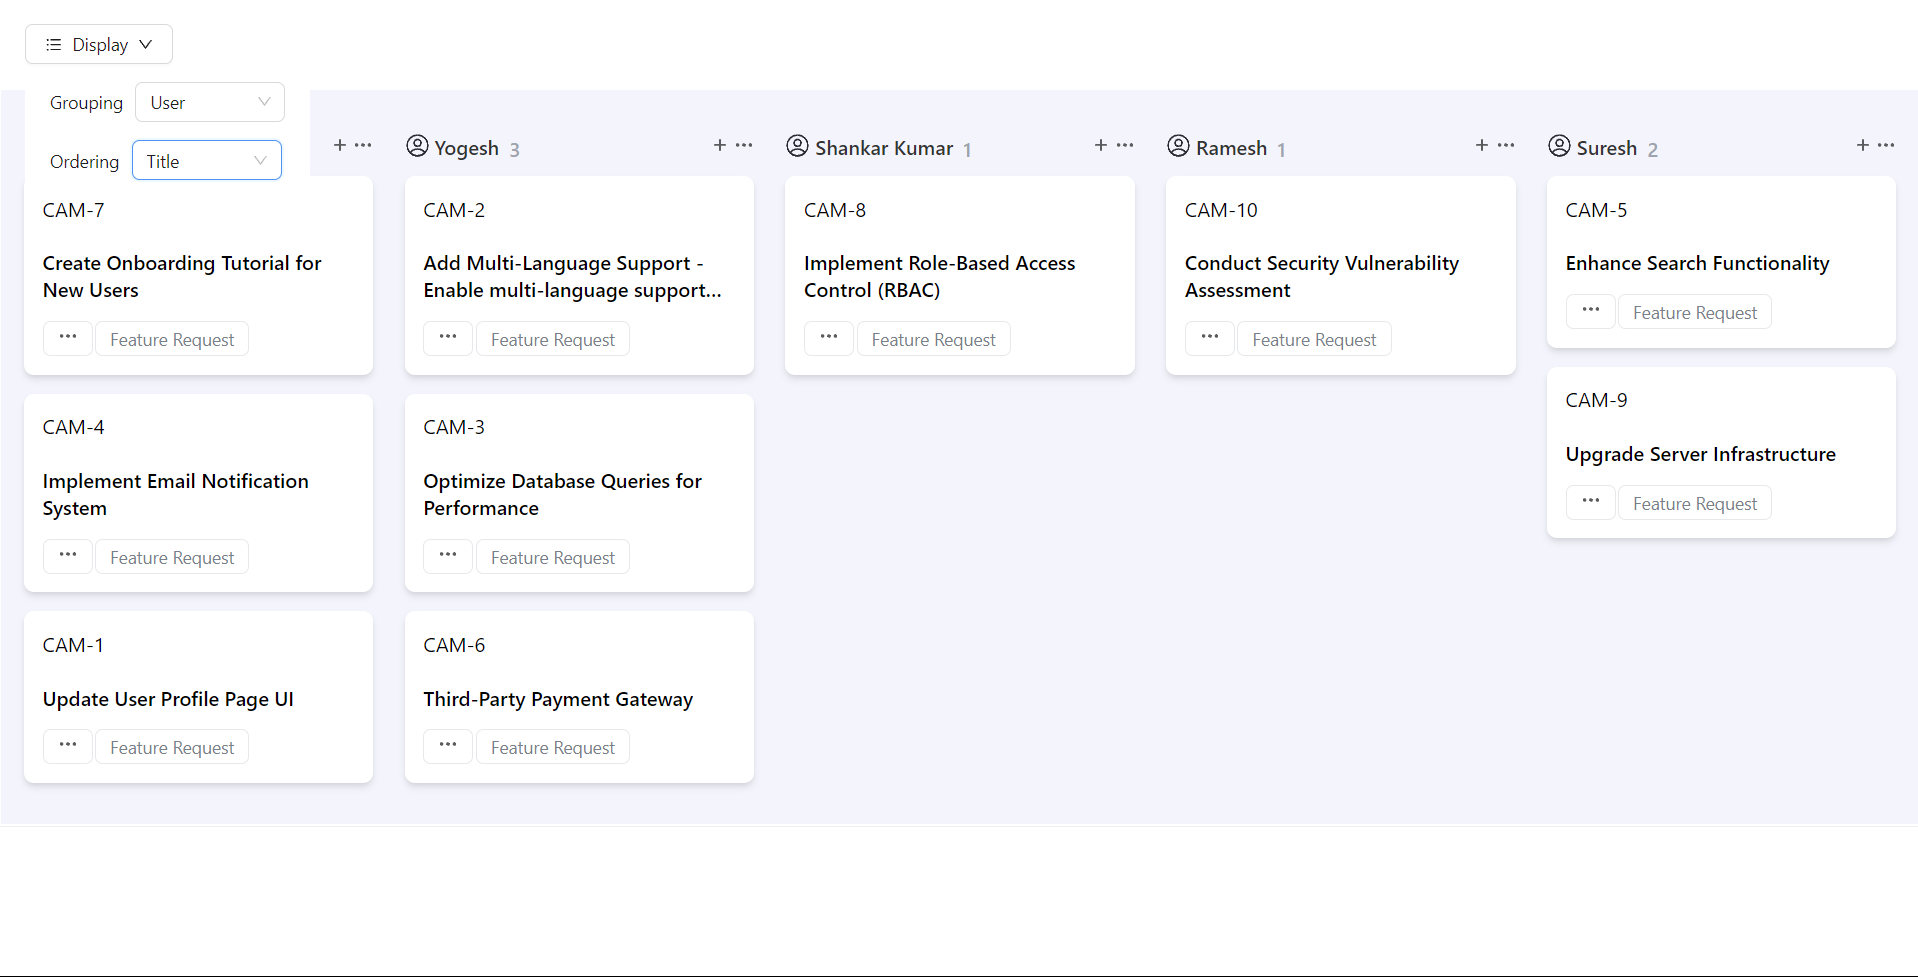 Display
Grouping User
Ordering Title
Yogesh 3
Shankar Kumar 1
Ramesh 1
Suresh 2
CAM-7
Create Onboarding Tutorial for
New Users
Feature Request
CAM-4
Implement Email Notification
System
Feature Request
CAM-1
Update User Profile Page UI
Feature Request
CAM-2
Add Multi-Language Support -
Enable multi-language support...
Feature Request
CAM-3
Optimize Database Queries for
Performance
Feature Request
CAM-6
Third-Party Payment Gateway
Feature Request
CAM-8
Implement Role-Based Access
Control (RBAC)
Feature Request
CAM-10
Conduct Security Vulnerability
Assessment
Feature Request
CAM-5
Enhance Search Functionality
Feature Request
CAM-9
Upgrade Server Infrastructure
Feature Request